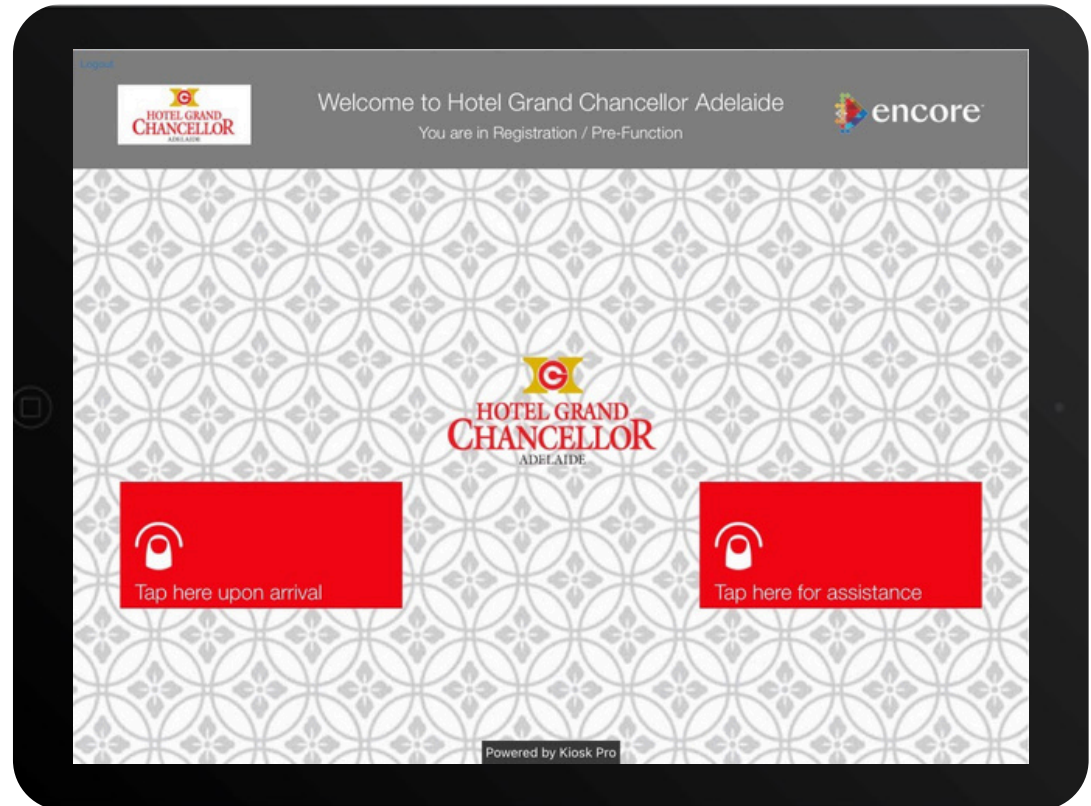 Logout
HOTEL GRAND
CHANCELLOR
ADELAIDE
Welcome to Hotel Grand Chancellor Adelaide
You are in Registration / Pre-Function
encore
HOTEL GRAND
CHANCELLOR
ADELAIDE
Tap here upon arrival
Tap here for assistance
Powered by Kiosk Pro